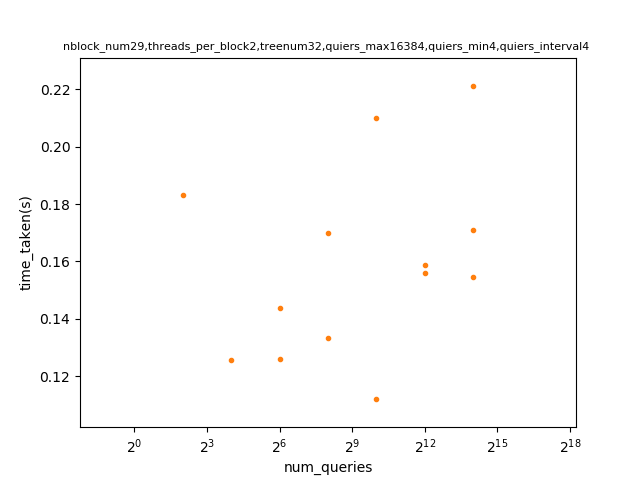 nblock_num29,threads_per_block2,treenum32,quiers_max16384,quiers_min4,quiers_interval4
0.22
0.20
0.18
0.16
0.14
0.12
time_taken(s)
2^0 2^3 2^6 2^9 2^12 2^15 2^18
num_queries